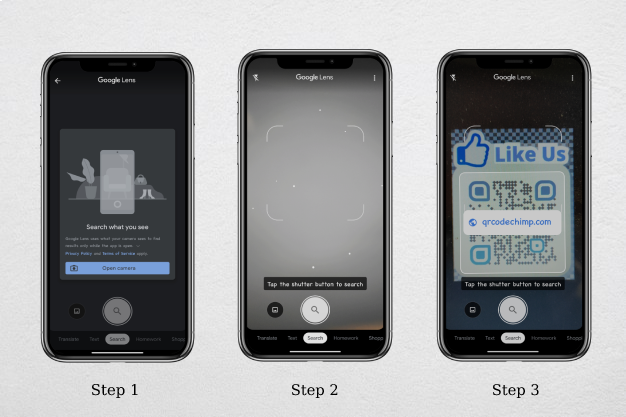 Google Lens
Search what you see
Google Lens uses what your camera sees to find
results only while the app is open.
Privacy Policy and Terms of Service apply.
Open camera
Translate Text Search Homework Shopp
Step 1
Google Lens
Tap the shutter button to search
Translate Text Search Homework Shopp
Step 2
Google Lens
Like Us
qrcodechimp.com
Tap the shutter button to search
Translate Text Search Homework Shopp
Step 3